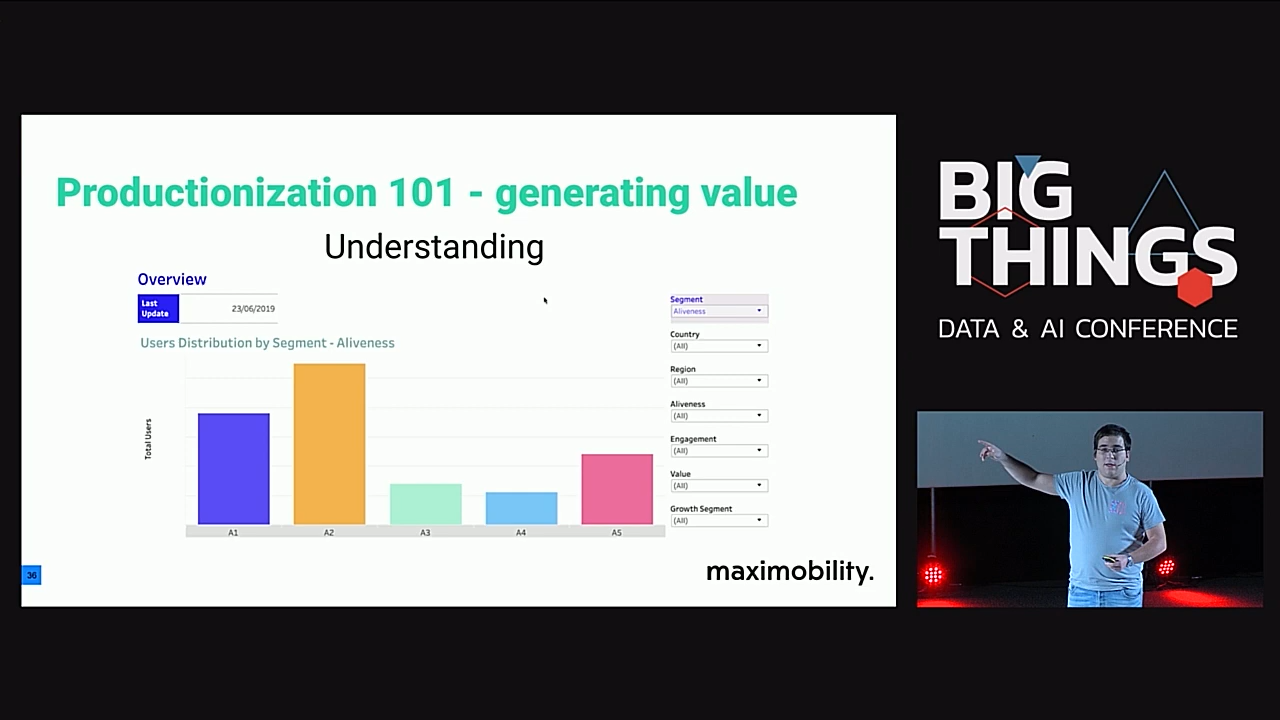 Productionization 101 - generating value
Understanding
Overview
Last
Update
23/06/2019
Users Distribution by Segment - Aliveness
Total Users
A1
A2
A3
A4
A5
Segment
Aliveness
Country
(All)
Region
(All)
Aliveness
(All)
Engagement
(All)
Value
(All)
Growth Segment
(All)
36
maximobility.
BIG
THINGS
DATA & AI CONFERENCE